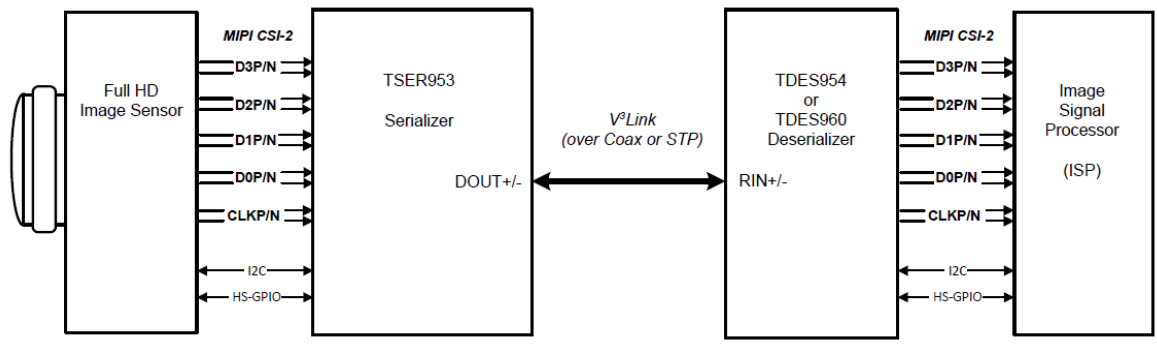 MIPI CSI-2
MIPI CSI-2
Full HD
Image Sensor
D3P/N
D2P/N
D1P/N
D0P/N
CLKP/N
I2C
HS-GPIO
TSER953
Serializer
DOUT+/-
V³Link
(over Coax or STP)
TDES954
or
TDES960
Deserializer
RIN+/-
D3P/N
D2P/N
D1P/N
D0P/N
CLKP/N
I2C
HS-GPIO
Image
Signal
Processor
(ISP)